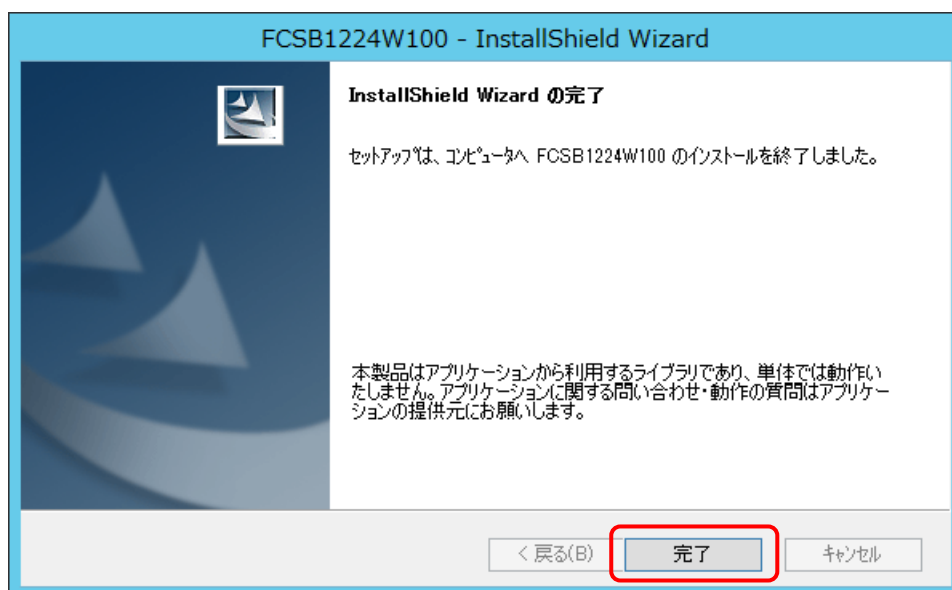 FCSB1224W100 - InstallShield Wizard
InstallShield Wizard の完了
セットアップは、コンピュータへ FCSB1224W100 のインストールを終了しました。
本製品はアプリケーションから利用するライブラリであり、単体では動作い
たしません。アプリケーションに関する問い合わせ・動作の質問はアプリケー
ションの提供元にお願いします。
< 戻る(B)
完了
キャンセル